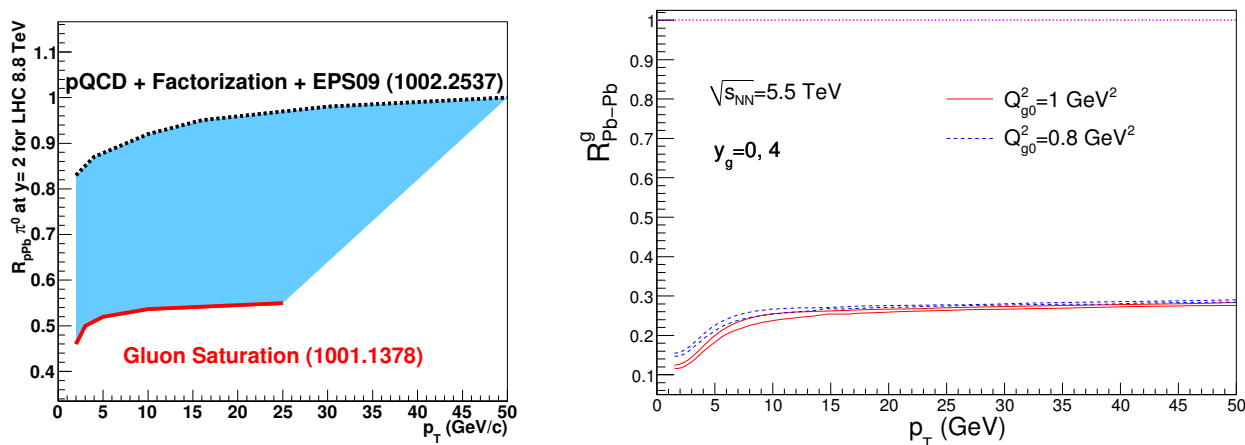 R_pPb π^0 at y= 2 for LHC 8.8 TeV
1.1
1
0.9
0.8
0.7
0.6
0.5
0.4
pQCD + Factorization + EPS09 (1002.2537)
Gluon Saturation (1001.1378)
0 5 10 15 20 25 30 35 40 45 50
p_T (GeV/c)
R^g_Pb−Pb
1
0.9
0.8
0.7
0.6
0.5
0.4
0.3
0.2
0.1
√s_NN=5.5 TeV
y_g=0, 4
Q^2_g0=1 GeV^2
Q^2_g0=0.8 GeV^2
0 5 10 15 20 25 30 35 40 45 50
p_T (GeV)